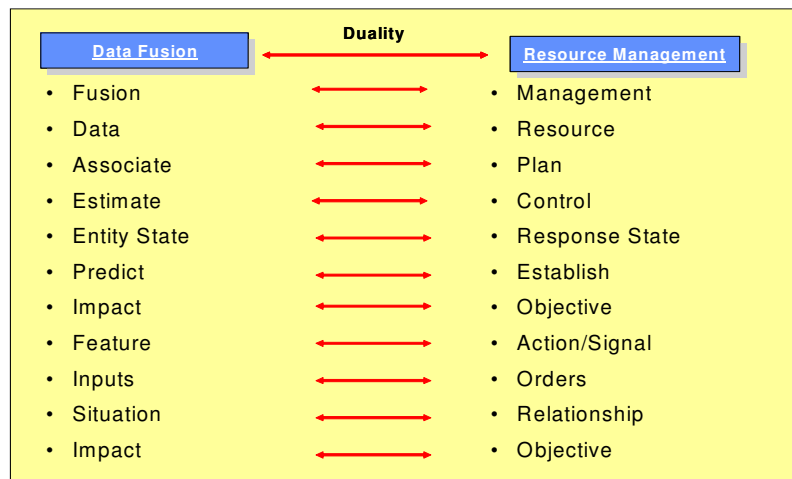 Duality
Data Fusion Resource Management
• Fusion • Management
• Data • Resource
• Associate • Plan
• Estimate • Control
• Entity State • Response State
• Predict • Establish
• Impact • Objective
• Feature • Action/Signal
• Inputs • Orders
• Situation • Relationship
• Impact • Objective